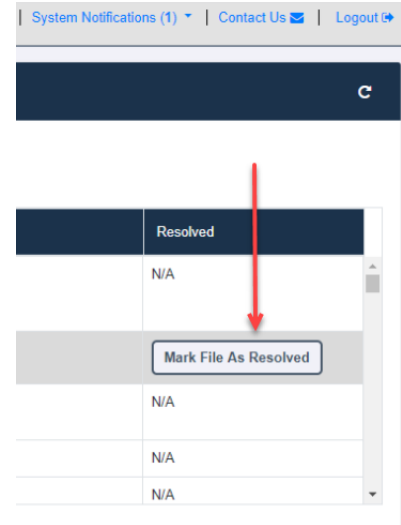 | System Notifications (1) | Contact Us | Logout
Resolved
N/A
Mark File As Resolved
N/A
N/A
N/A